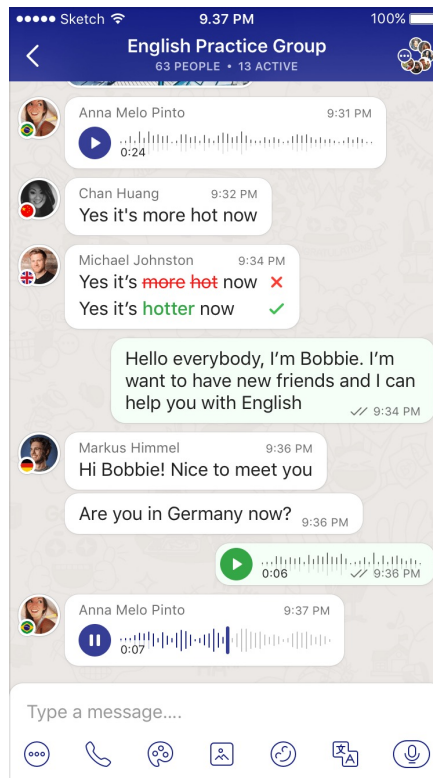 Sketch 9.37 PM 100%
English Practice Group
63 PEOPLE • 13 ACTIVE
Anna Melo Pinto 9:31 PM
0:24
Chan Huang 9:32 PM
Yes it's more hot now
Michael Johnston 9:34 PM
Yes it’s more hot now
Yes it’s hotter now
Hello everybody, I’m Bobbie. I’m
want to have new friends and I can
help you with English
9:34 PM
Markus Himmel 9:36 PM
Hi Bobbie! Nice to meet you
Are you in Germany now? 9:36 PM
0:06 9:36 PM
Anna Melo Pinto 9:37 PM
0:07
Type a message....
文 A